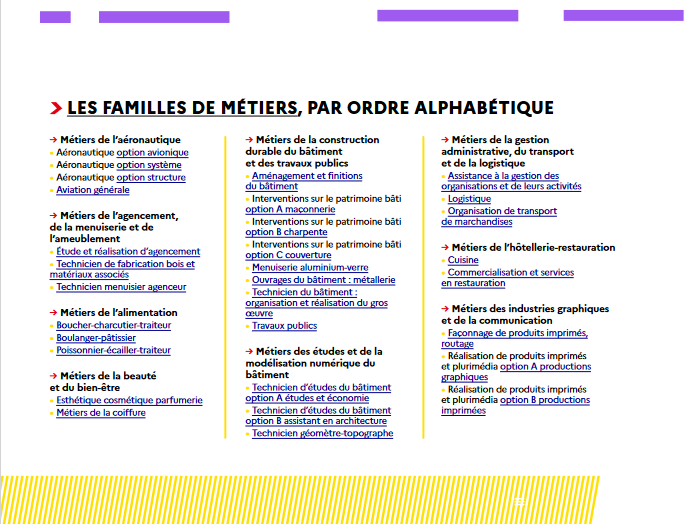 LES FAMILLES DE MÉTIERS, PAR ORDRE ALPHABÉTIQUE
→ Métiers de l'aéronautique
• Aéronautique option avionique
• Aéronautique option système
• Aéronautique option structure
• Aviation générale
→ Métiers de l'agencement,
de la menuiserie et de
l'ameublement
• Étude et réalisation d'agencement
• Technicien de fabrication bois et
matériaux associés
• Technicien menuisier agenceur
→ Métiers de l'alimentation
• Boucher-charcutier-traiteur
• Boulanger-pâtissier
• Poissonnier-écailler-traiteur
→ Métiers de la beauté
et du bien-être
• Esthétique cosmétique parfumerie
• Métiers de la coiffure
→ Métiers de la construction
durable du bâtiment
et des travaux publics
• Aménagement et finitions
du bâtiment
• Interventions sur le patrimoine bâti
option A maçonnerie
• Interventions sur le patrimoine bâti
option B charpente
• Interventions sur le patrimoine bâti
option C couverture
• Menuiserie aluminium-verre
• Ouvrages du bâtiment : métallerie
• Technicien du bâtiment :
organisation et réalisation du gros
œuvre
• Travaux publics
→ Métiers des études et de la
modélisation numérique du
bâtiment
• Technicien d'études du bâtiment
option A études et économie
• Technicien d'études du bâtiment
option B assistant en architecture
• Technicien géomètre-topographe
→ Métiers de la gestion
administrative, du transport
et de la logistique
• Assistance à la gestion des
organisations et de leurs activités
• Logistique
• Organisation de transport
de marchandises
→ Métiers de l'hôtellerie-restauration
• Cuisine
• Commercialisation et services
en restauration
→ Métiers des industries graphiques
et de la communication
• Façonnage de produits imprimés,
routage
• Réalisation de produits imprimés
et plurimédia option A productions
graphiques
• Réalisation de produits imprimés
et plurimédia option B productions
imprimées